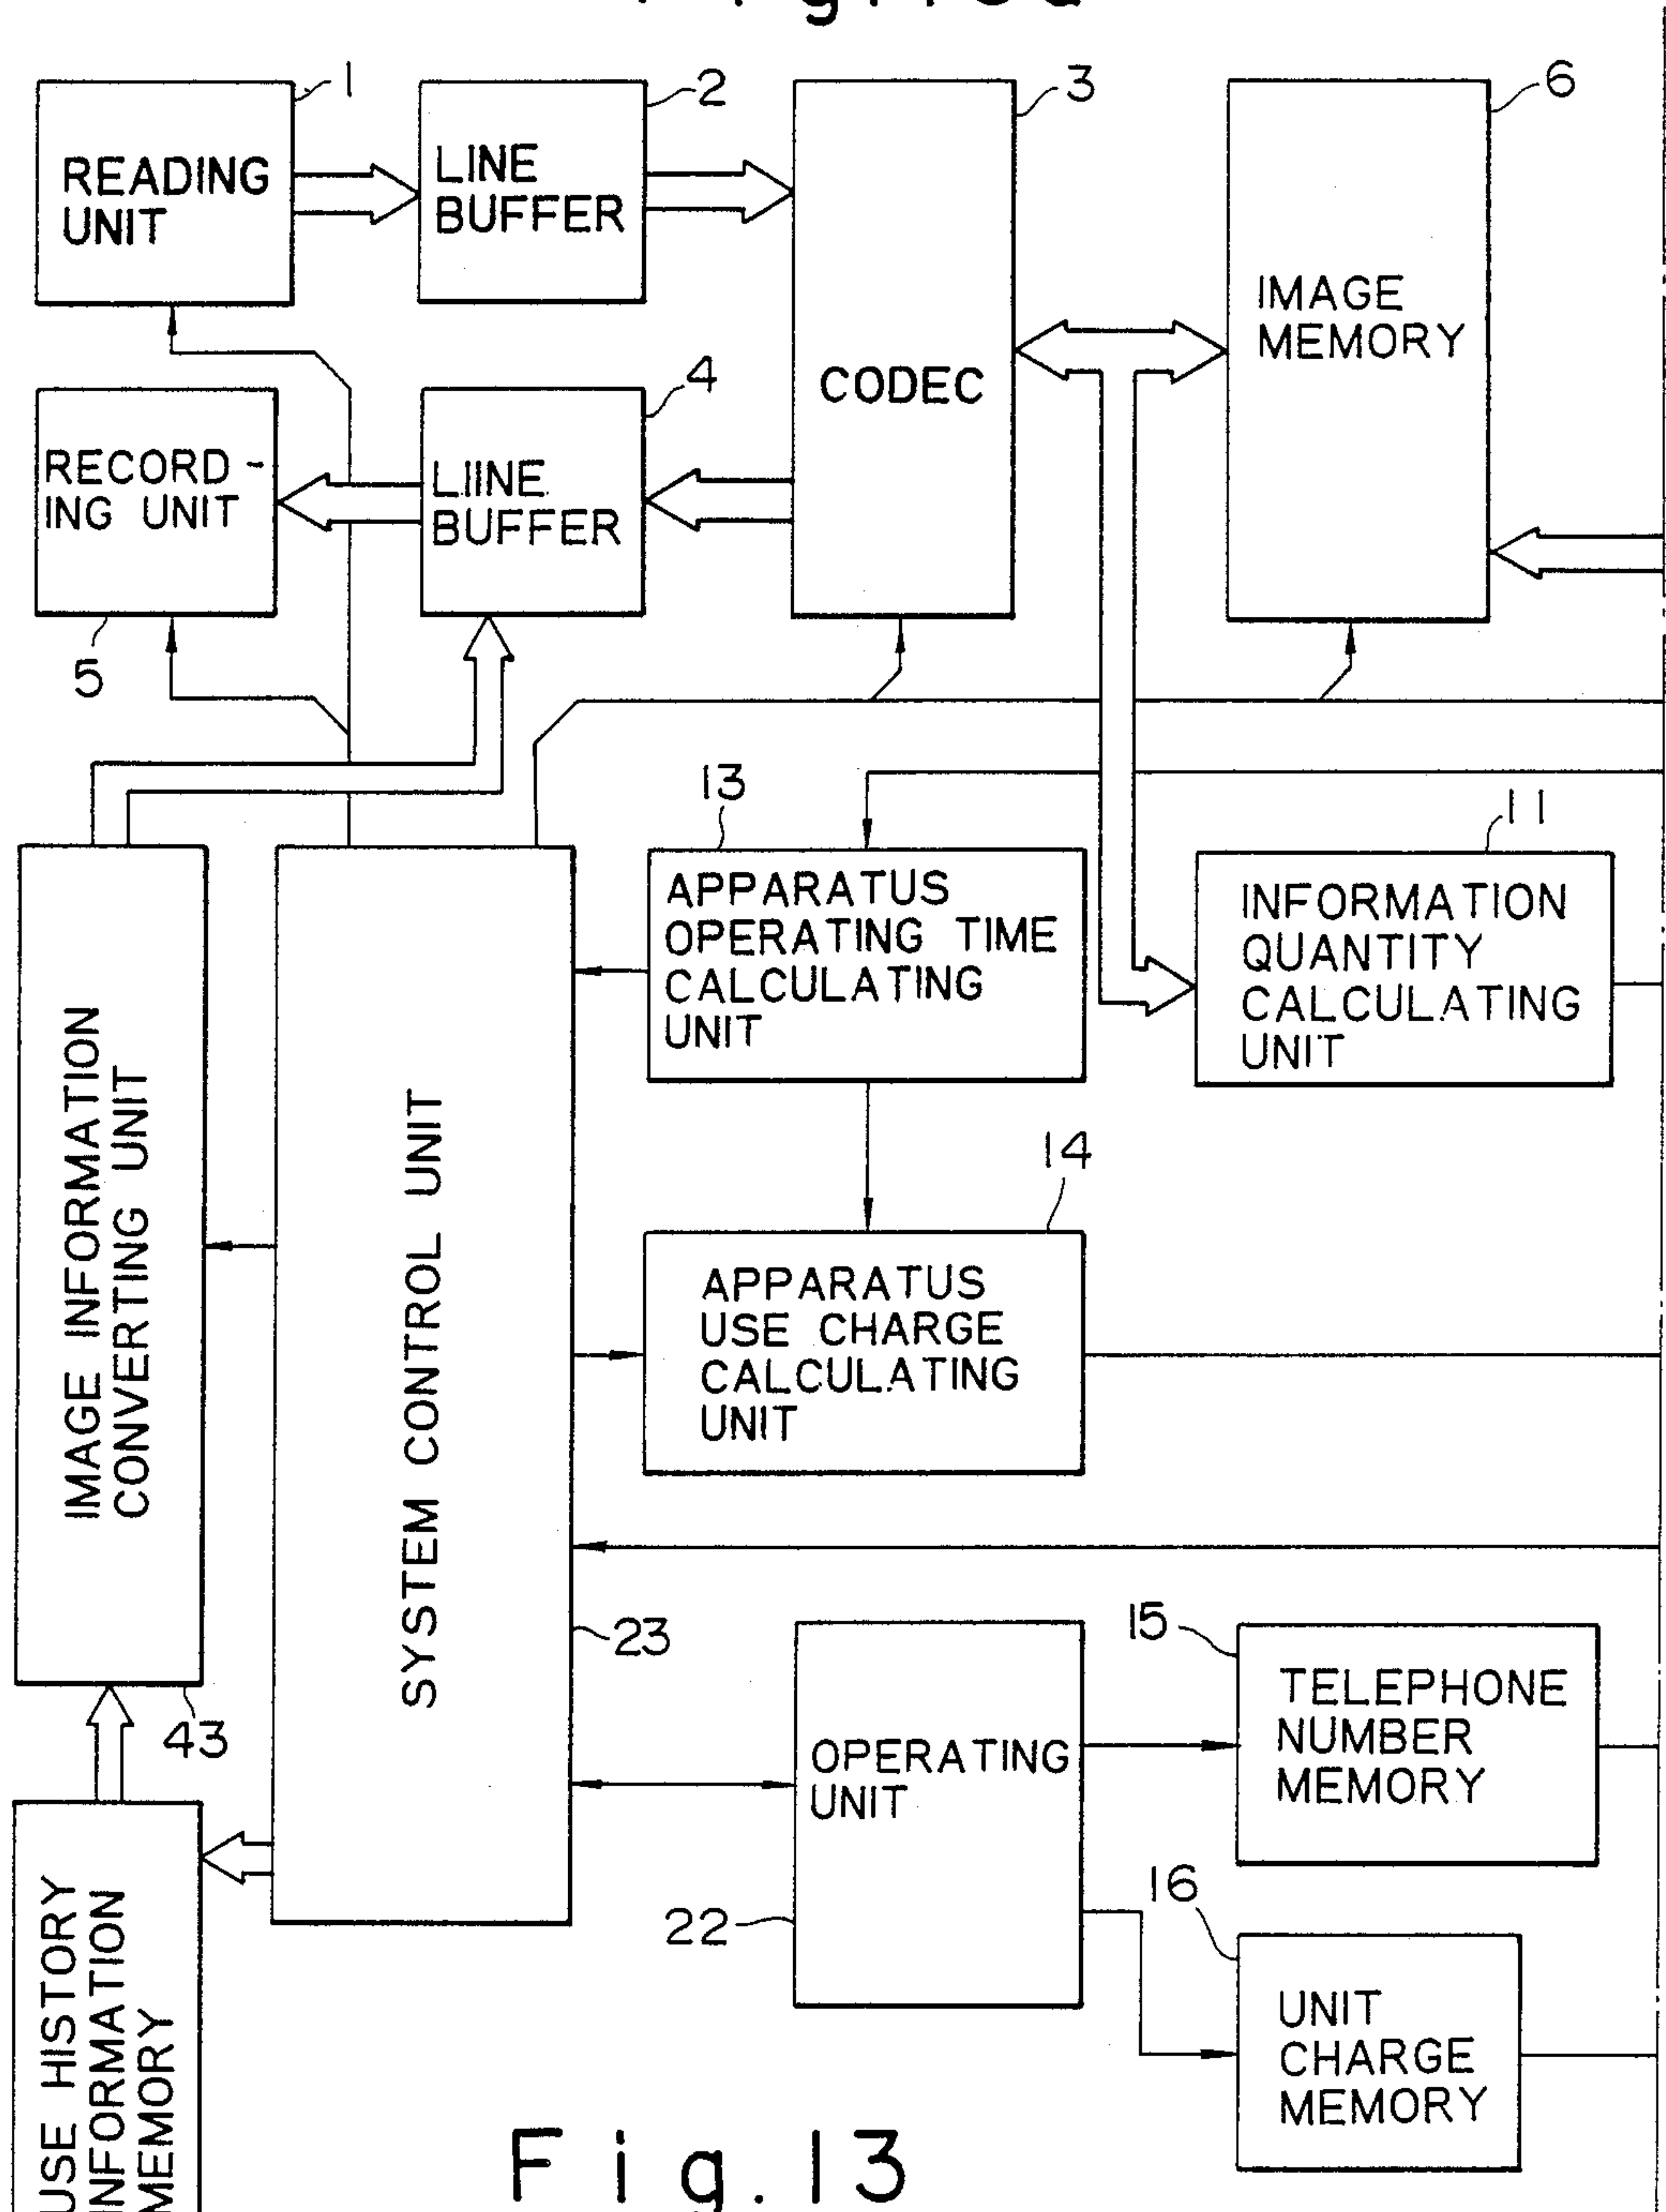 1
2
3
6
READING
UNIT
LINE
BUFFER
CODEC
IMAGE
MEMORY
4
RECORD-
ING UNIT
LIINE
BUFFER
5
13
11
APPARATUS
OPERATING TIME
CALCULATING
UNIT
INFORMATION
QUANTITY
CALCULATING
UNIT
IMAGE INFORMATION
CONVERTING UNIT
SYSTEM CONTROL UNIT
14
APPARATUS
USE CHARGE
CALCULATING
UNIT
23
15
43
OPERATING
UNIT
TELEPHONE
NUMBER
MEMORY
22
16
USE HISTORY
INFORMATION
MEMORY
UNIT
CHARGE
MEMORY
Fig.13